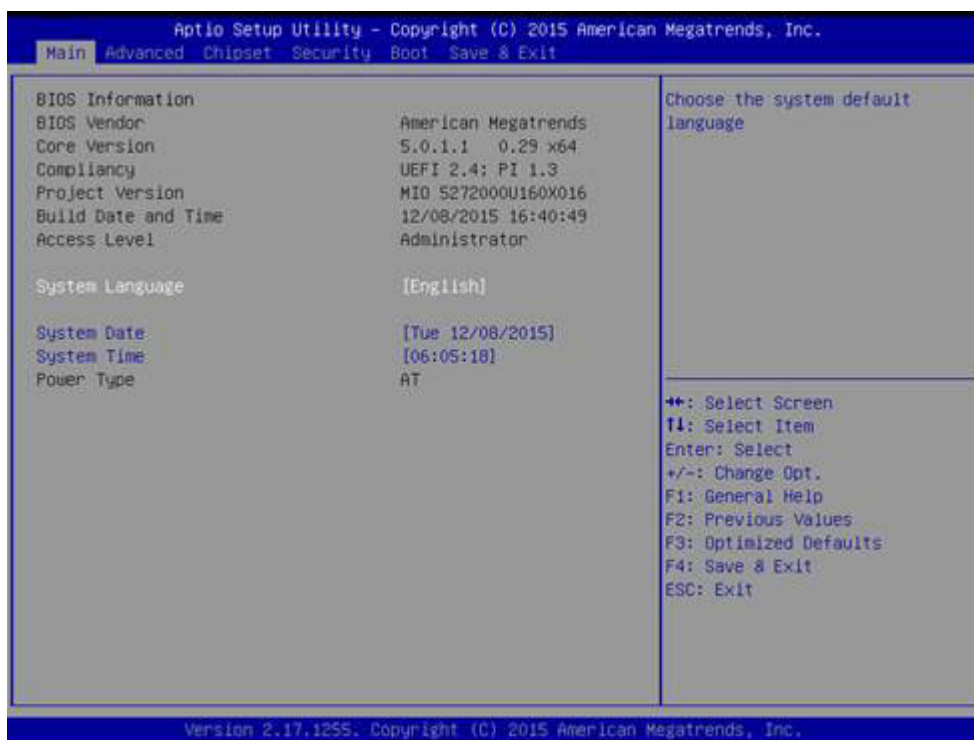 Aptio Setup Utility – Copyright (C) 2015 American Megatrends, Inc.
Main Advanced Chipset Security Boot Save & Exit
BIOS Information
BIOS Vendor American Megatrends
Core Version 5.0.1.1 0.29 x64
Compliancy UEFI 2.4; PI 1.3
Project Version MIO 5272000U160X016
Build Date and Time 12/08/2015 16:40:49
Access Level Administrator
System Language [English]
System Date [Tue 12/08/2015]
System Time [06:05:18]
Power Type AT
Choose the system default
language
→←: Select Screen
↑↓: Select Item
Enter: Select
+/-: Change Opt.
F1: General Help
F2: Previous Values
F3: Optimized Defaults
F4: Save & Exit
ESC: Exit
Version 2.17.1255. Copyright (C) 2015 American Megatrends, Inc.